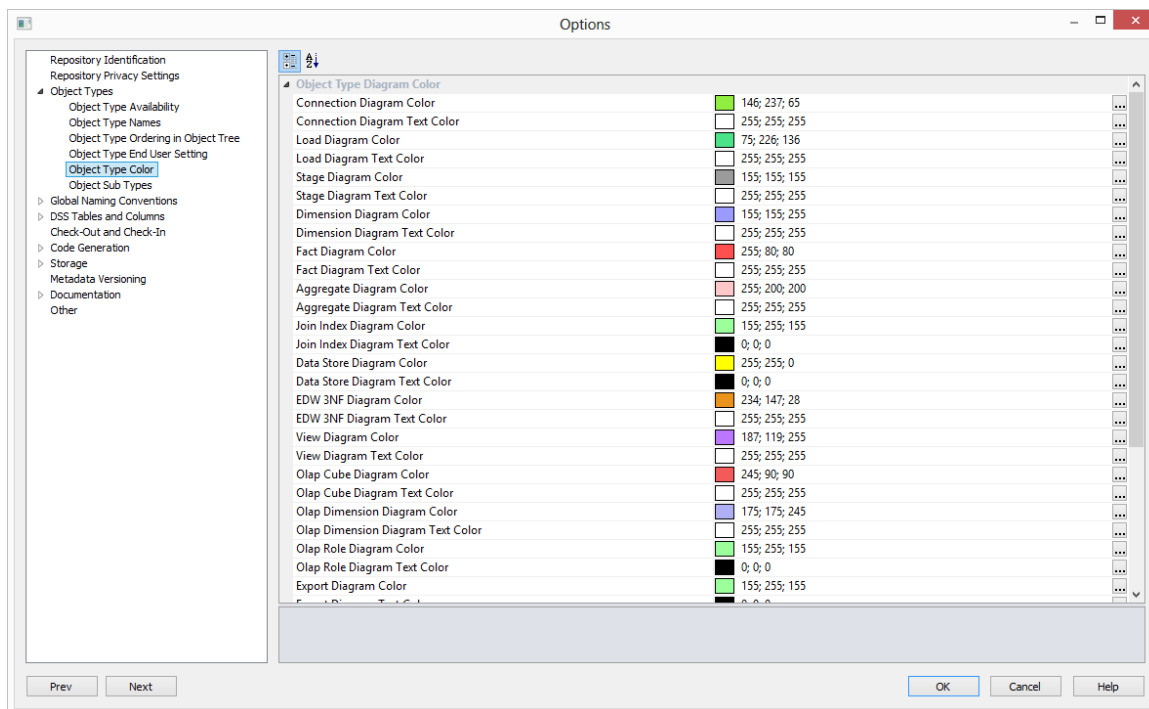 Options
Repository Identification
Repository Privacy Settings
Object Types
Object Type Availability
Object Type Names
Object Type Ordering in Object Tree
Object Type End User Setting
Object Type Color
Object Sub Types
Global Naming Conventions
DSS Tables and Columns
Check-Out and Check-In
Code Generation
Storage
Metadata Versioning
Documentation
Other
Object Type Diagram Color
Connection Diagram Color 146; 237; 65 ...
Connection Diagram Text Color 255; 255; 255 ...
Load Diagram Color 75; 226; 136 ...
Load Diagram Text Color 255; 255; 255 ...
Stage Diagram Color 155; 155; 155 ...
Stage Diagram Text Color 255; 255; 255 ...
Dimension Diagram Color 155; 155; 255 ...
Dimension Diagram Text Color 255; 255; 255 ...
Fact Diagram Color 255; 80; 80 ...
Fact Diagram Text Color 255; 255; 255 ...
Aggregate Diagram Color 255; 200; 200 ...
Aggregate Diagram Text Color 255; 255; 255 ...
Join Index Diagram Color 155; 255; 155 ...
Join Index Diagram Text Color 0; 0; 0 ...
Data Store Diagram Color 255; 255; 0 ...
Data Store Diagram Text Color 0; 0; 0 ...
EDW 3NF Diagram Color 234; 147; 28 ...
EDW 3NF Diagram Text Color 255; 255; 255 ...
View Diagram Color 187; 119; 255 ...
View Diagram Text Color 255; 255; 255 ...
Olap Cube Diagram Color 245; 90; 90 ...
Olap Cube Diagram Text Color 255; 255; 255 ...
Olap Dimension Diagram Color 175; 175; 245 ...
Olap Dimension Diagram Text Color 255; 255; 255 ...
Olap Role Diagram Color 155; 255; 155 ...
Olap Role Diagram Text Color 0; 0; 0 ...
Export Diagram Color 155; 255; 155 ...
Prev Next OK Cancel Help